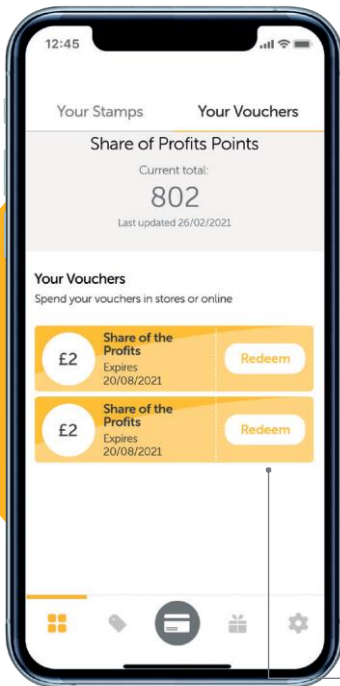 12:45
Your Stamps Your Vouchers
Share of Profits Points
Current total:
802
Last updated 26/02/2021
Your Vouchers
Spend your vouchers in stores or online
£2
Share of the
Profits
Expires
20/08/2021
Redeem
£2
Share of the
Profits
Expires
20/08/2021
Redeem